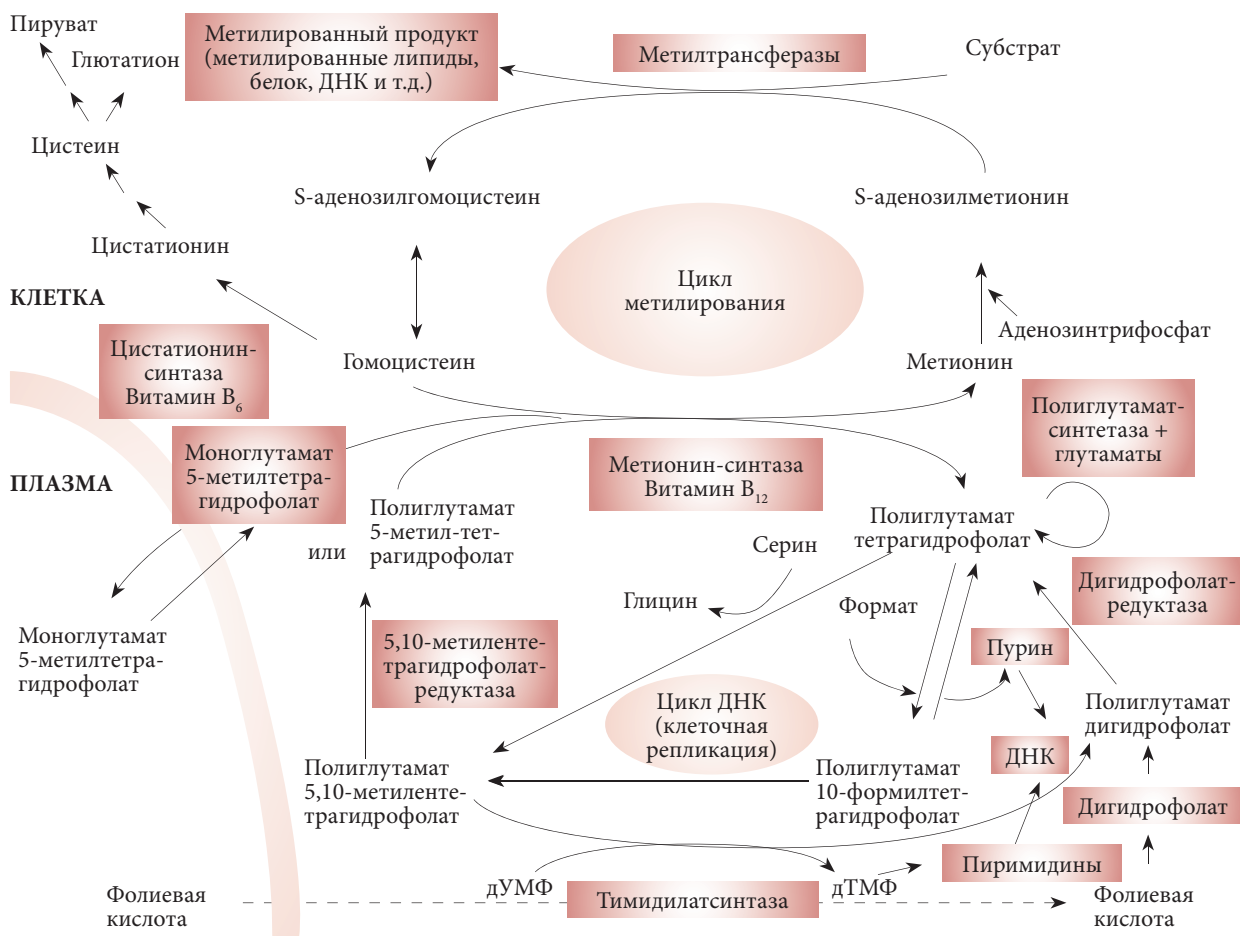 Пируват
Глютатион
Метилированный продукт
(метилированные липиды,
белок, ДНК и т.д.)
Метилтрансферазы
Субстрат
Цистеин
S-аденозилгомоцистеин
S-аденозилметионин
Цистатионин
Цикл
метилирования
КЛЕТКА
Аденозинтрифосфат
Цистатионин-
синтаза
Витамин В6
Гомоцистеин
Метионин
Полиглутамат-
синтетаза +
глутаматы
ПЛАЗМА
Моноглутамат
5-метилтетра-
гидрофолат
или
Полиглутамат
5-метил-тет-
рагидрофолат
Метионин-синтаза
Витамин В12
Полиглутамат
тетрагидрофолат
Серин
Глицин
Формат
Дигидрофолат-
редуктаза
Моноглутамат
5-метилтетра-
гидрофолат
5,10-метиленте-
трагидрофолат-
редуктаза
Пурин
Цикл ДНК
(клеточная
репликация)
Полиглутамат
дигидрофолат
ДНК
Полиглутамат
5,10-метиленте-
трагидрофолат
Полиглутамат
10-формилтет-
рагидрофолат
Дигидрофолат
Пиримидины
Фолиевая
кислота
дУМФ
Тимидилатсинтаза
дТМФ
Фолиевая
кислота